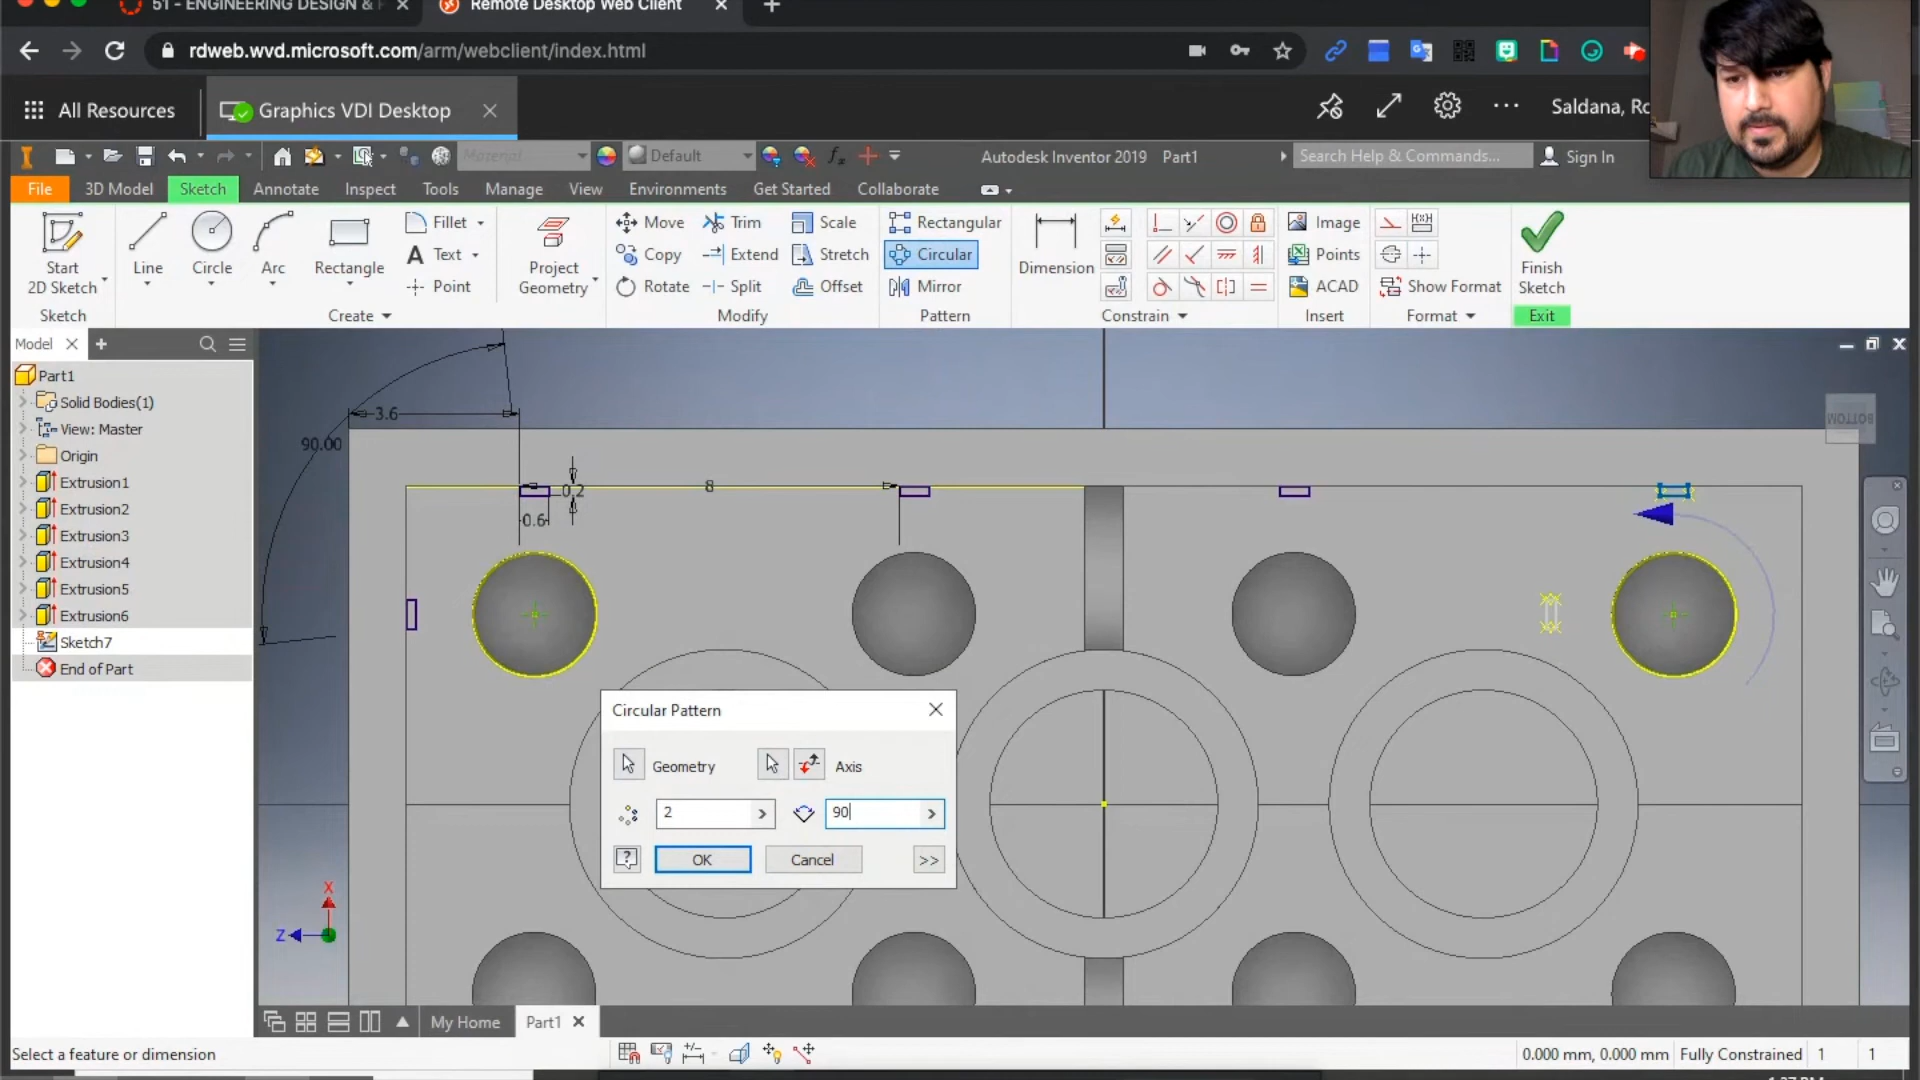 51 - ENGINEERING DESIGN &
Remote Desktop Web Client
rdweb.wvd.microsoft.com/arm/webclient/index.html
All Resources
Graphics VDI Desktop
Saldana,
Material
Default
Autodesk Inventor 2019 Part1
Search Help & Commands...
Sign In
File 3D Model Sketch Annotate Inspect Tools Manage View Environments Get Started Collaborate
Start
2D Sketch
Line
Circle
Arc
Rectangle
Fillet
Text
Point
Project
Geometry
Move
Copy
Rotate
Trim
Extend
Split
Scale
Stretch
Offset
Rectangular
Circular
Mirror
Dimension
Image
Points
ACAD
Show Format
Finish
Sketch
Sketch Create Modify Pattern Constrain Insert Format Exit
Model
Part1
Solid Bodies(1)
View: Master
Origin
Extrusion1
Extrusion2
Extrusion3
Extrusion4
Extrusion5
Extrusion6
Sketch7
End of Part
3.6
90.00
8
0.2
0.6
BOTTOM
Circular Pattern
Geometry
Axis
2
90
OK
Cancel
>>
X
Z
My Home
Part1
Select a feature or dimension
0.000 mm, 0.000 mm Fully Constrained 1 1